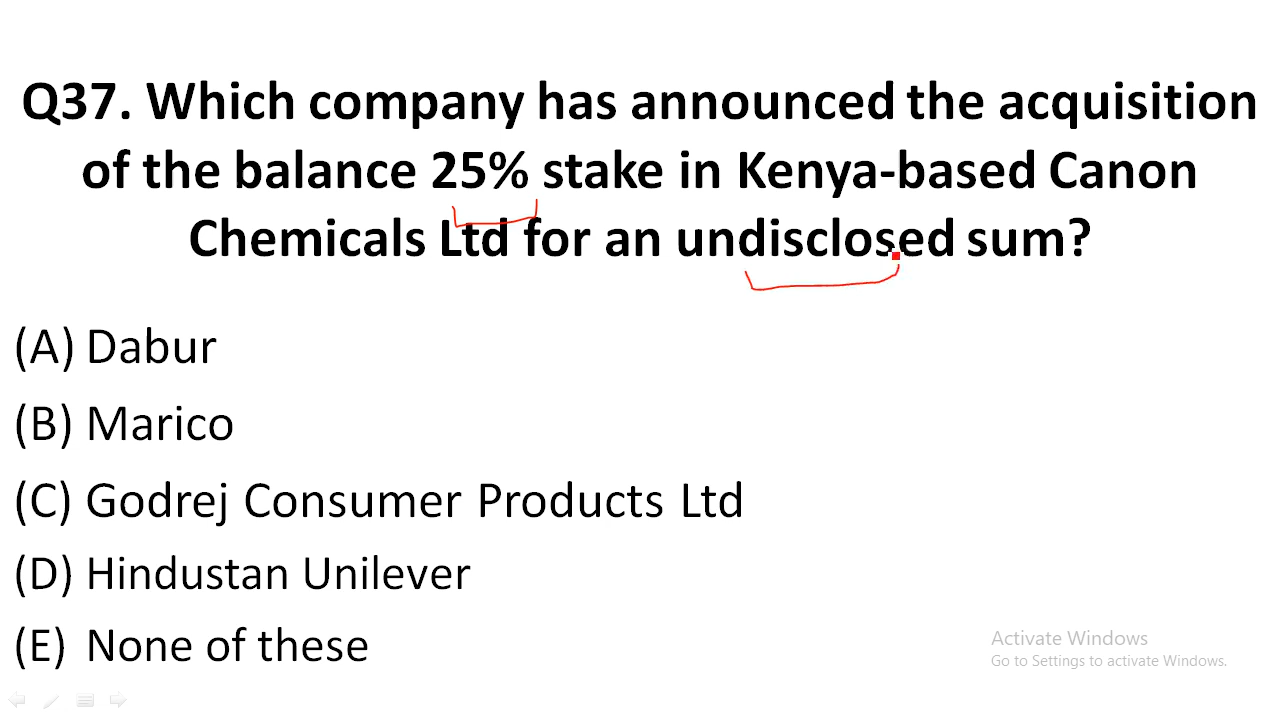 Q37. Which company has announced the acquisition
of the balance 25% stake in Kenya-based Canon
Chemicals Ltd for an undisclosed sum?
(A) Dabur
(B) Marico
(C) Godrej Consumer Products Ltd
(D) Hindustan Unilever
(E) None of these
Activate Windows
Go to Settings to activate Windows.